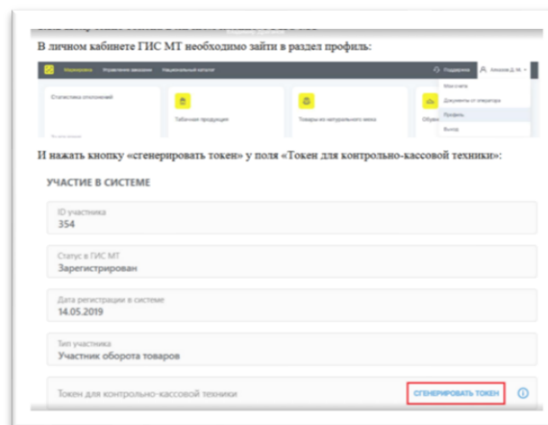 В личном кабинете ГИС МТ необходимо зайти в раздел профиль:
Маркировка Управление заказами Национальный каталог Поддержка
Мои счета
Статистика отклонений
Документы от оператора
Профиль
Табачная продукция Товары из натурального меха
Выход
И нажать кнопку «сгенерировать токен» у поля «Токен для контрольно-кассовой техники»:
УЧАСТИЕ В СИСТЕМЕ
ID участника
354
Статус в ГИС МТ
Зарегистрирован
Дата регистрации в системе
14.05.2019
Тип участника
Участник оборота товаров
Токен для контрольно-кассовой техники СГЕНЕРИРОВАТЬ ТОКЕН